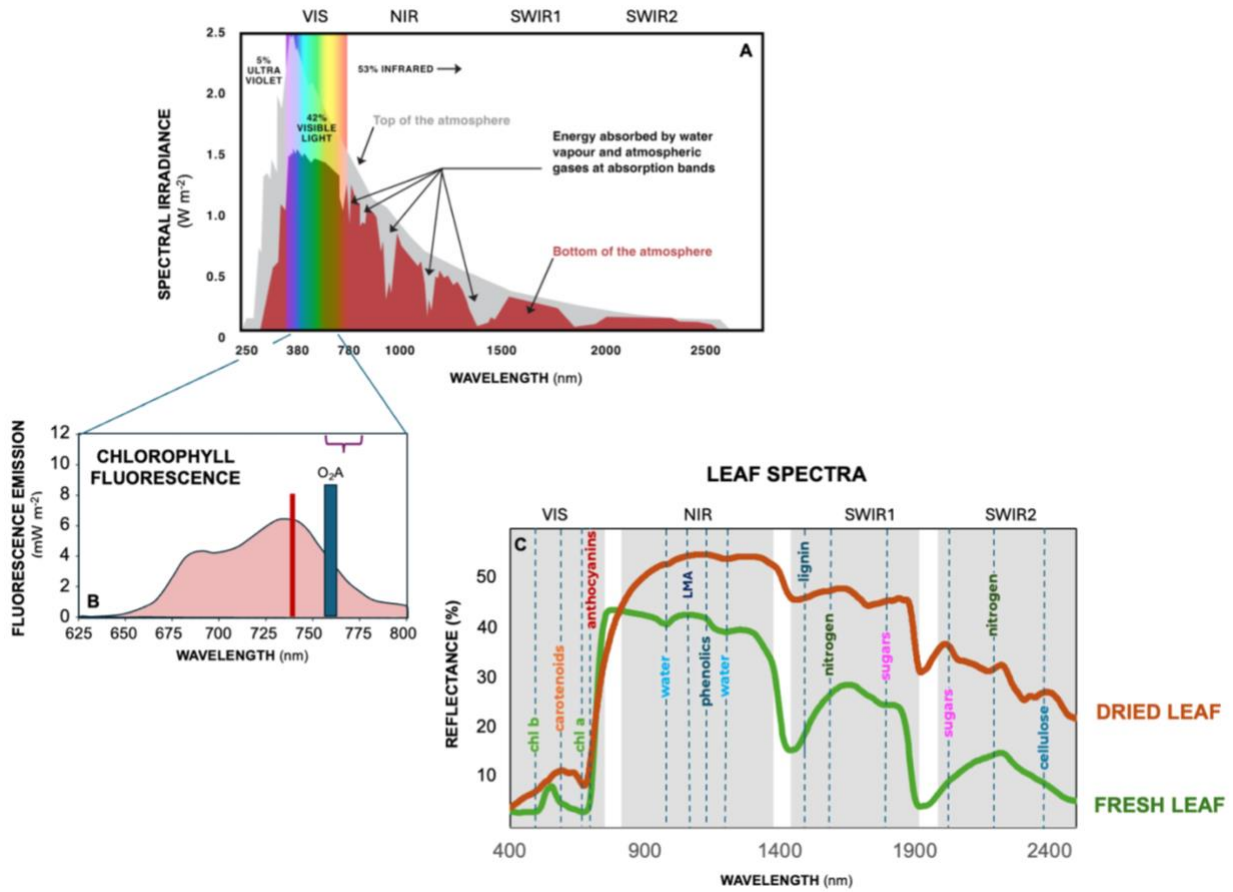 VIS NIR SWIR1 SWIR2
2.5
2.0
1.5
1.0
0.5
0
SPECTRAL IRRADIANCE
(W m-2)
A
5%
ULTRA
VIOLET
53% INFRARED
42%
VISIBLE
LIGHT
Top of the atmosphere
Energy absorbed by water
vapour and atmospheric
gases at absorption bands
Bottom of the atmosphere
250 380 780 1000 1500 2000 2500
WAVELENGTH (nm)
FLUORESCENCE EMISSION
(mW m-2)
12
10
8
6
4
2
0
CHLOROPHYLL
FLUORESCENCE
O2A
B
625 650 675 700 725 750 775 800
WAVELENGTH (nm)
LEAF SPECTRA
VIS NIR SWIR1 SWIR2
C
REFLECTANCE (%)
50
40
30
20
10
chl b
carotenoids
chl a
anthocyanins
water
LMA
phenolics
water
lignin
nitrogen
sugars
sugars
nitrogen
cellulose
DRIED LEAF
FRESH LEAF
400 900 1400 1900 2400
WAVELENGTH (nm)